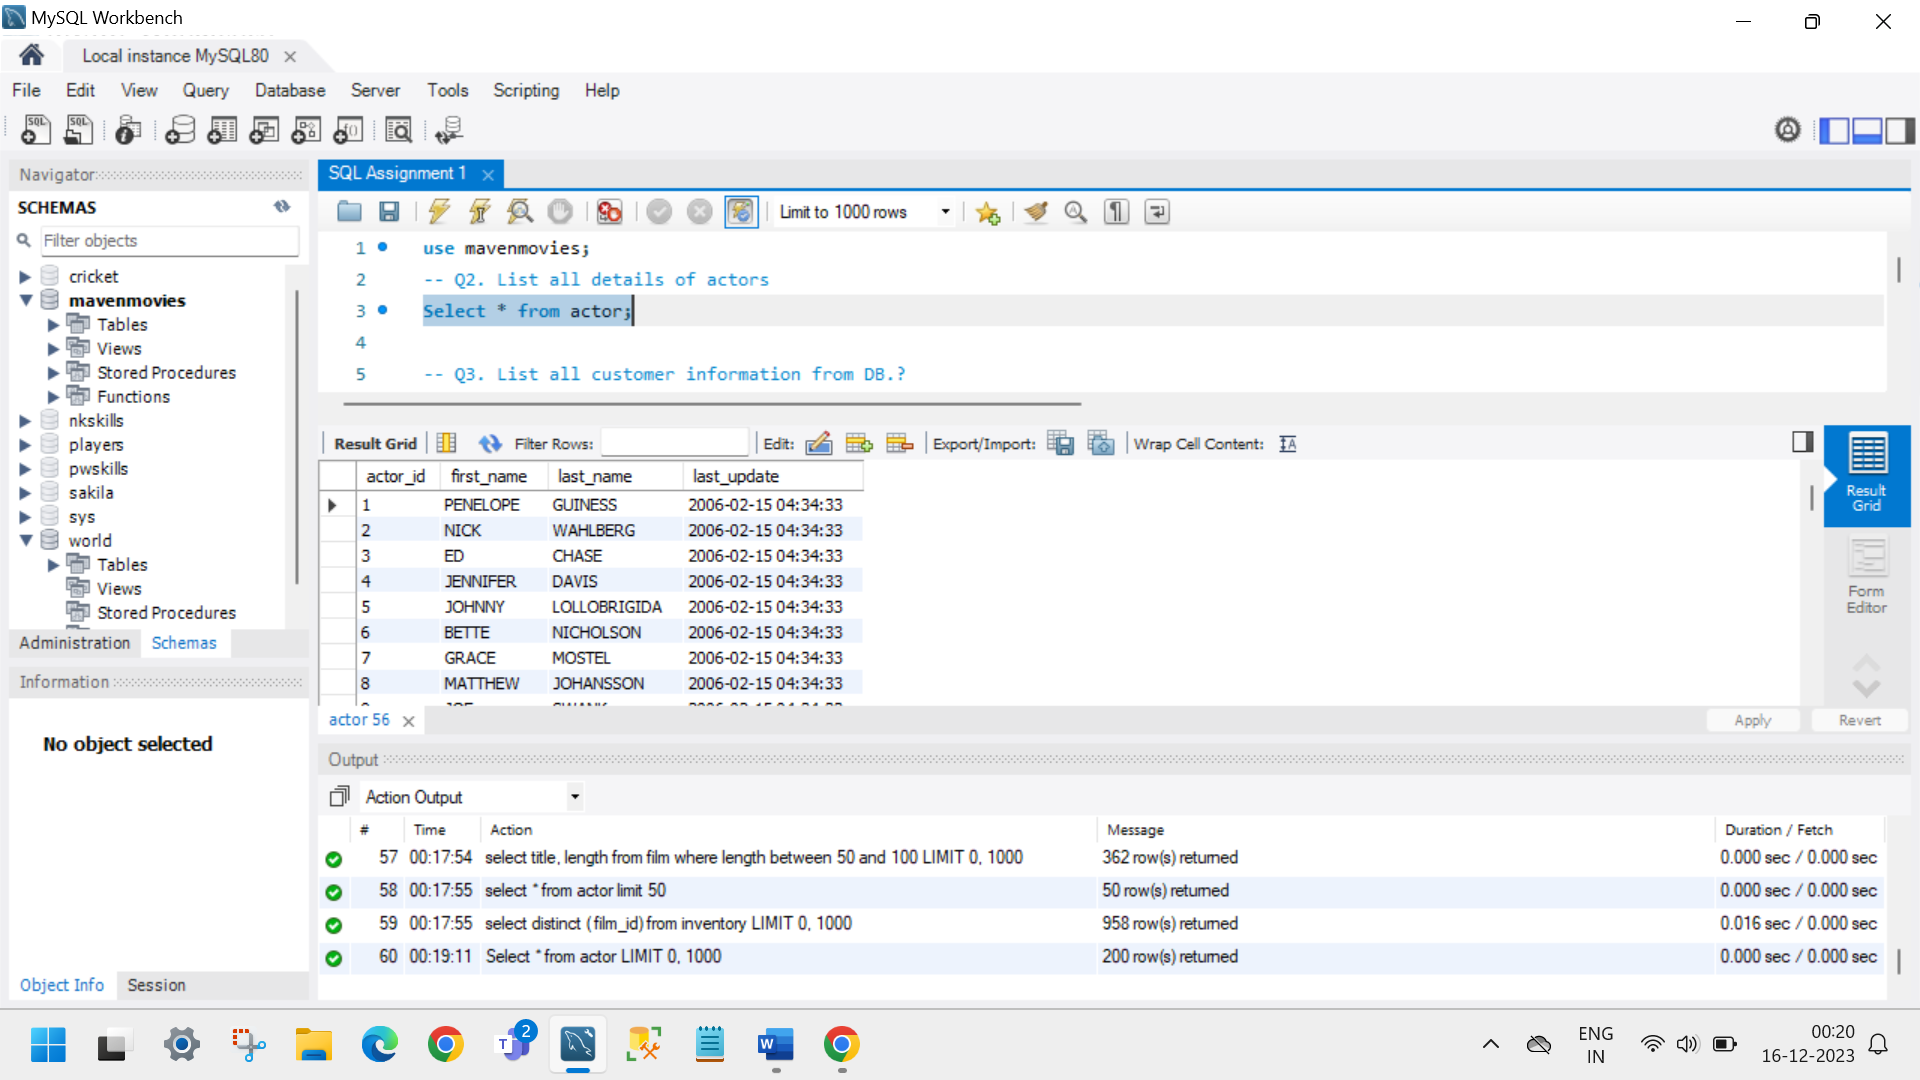 MySQL Workbench
Local instance MySQL80
File Edit View Query Database Server Tools Scripting Help
Navigator
SQL Assignment 1
SCHEMAS
Limit to 1000 rows
Filter objects
cricket
mavenmovies
Tables
Views
Stored Procedures
Functions
nkskills
players
pwskills
sakila
sys
world
Tables
Views
Stored Procedures
Administration Schemas
Information
No object selected
Object Info Session
1 use mavenmovies;
2 -- Q2. List all details of actors
3 Select * from actor;
4
5 -- Q3. List all customer information from DB.?
Result Grid Filter Rows: Edit: Export/Import: Wrap Cell Content:
actor_id first_name last_name last_update
1 PENELOPE GUINESS 2006-02-15 04:34:33
2 NICK WAHLBERG 2006-02-15 04:34:33
3 ED CHASE 2006-02-15 04:34:33
4 JENNIFER DAVIS 2006-02-15 04:34:33
5 JOHNNY LOLLOBRIGIDA 2006-02-15 04:34:33
6 BETTE NICHOLSON 2006-02-15 04:34:33
7 GRACE MOSTEL 2006-02-15 04:34:33
8 MATTHEW JOHANSSON 2006-02-15 04:34:33
Result
Grid
Form
Editor
actor 56
Apply Revert
Output
Action Output
# Time Action Message Duration / Fetch
57 00:17:54 select title, length from film where length between 50 and 100 LIMIT 0, 1000 362 row(s) returned 0.000 sec / 0.000 sec
58 00:17:55 select * from actor limit 50 50 row(s) returned 0.000 sec / 0.000 sec
59 00:17:55 select distinct (film_id) from inventory LIMIT 0, 1000 958 row(s) returned 0.016 sec / 0.000 sec
60 00:19:11 Select * from actor LIMIT 0, 1000 200 row(s) returned 0.000 sec / 0.000 sec
2
ENG
IN
00:20
16-12-2023